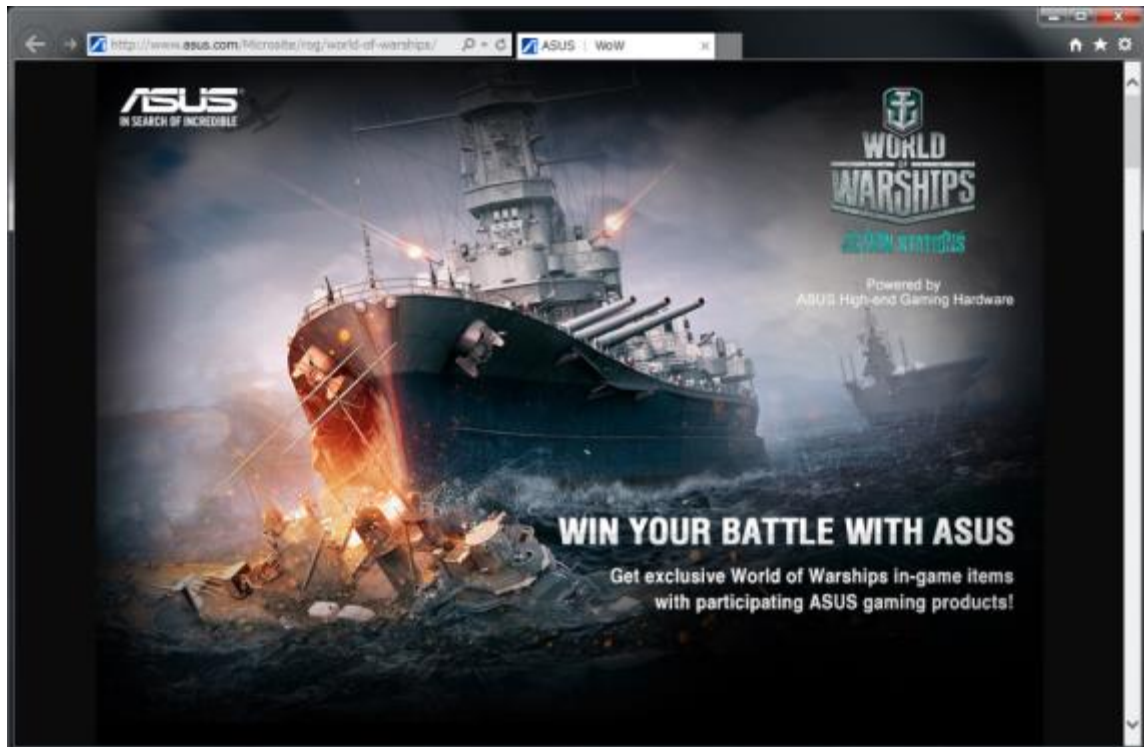 http://www.asus.com/Microsite/rog/world-of-warships/
ASUS | WoW
ASUS
IN SEARCH OF INCREDIBLE
WORLD
OF
WARSHIPS
Powered by
ASUS High-end Gaming Hardware
WIN YOUR BATTLE WITH ASUS
Get exclusive World of Warships in-game items
with participating ASUS gaming products!